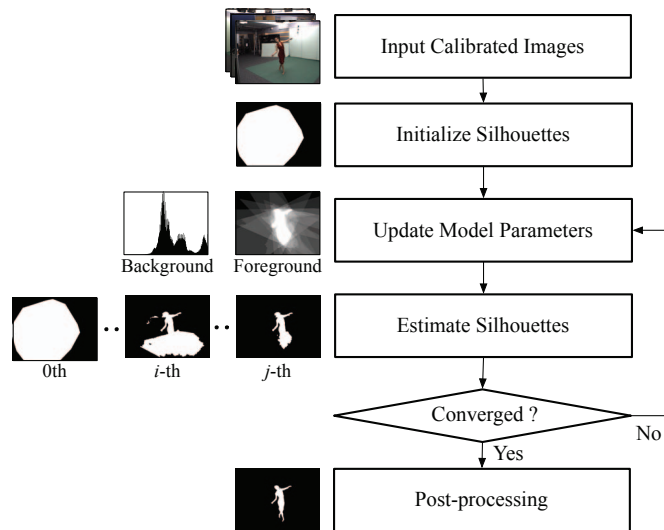 Input Calibrated Images
Initialize Silhouettes
Update Model Parameters
Background
Foreground
Estimate Silhouettes
0th
i-th
j-th
Converged ?
No
Yes
Post-processing